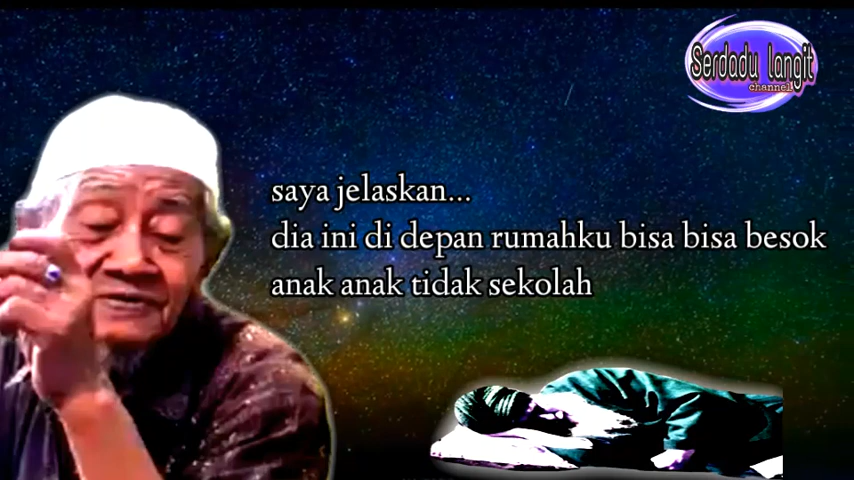 Serdadu langit
channel
saya jelaskan...
dia ini di depan rumahku bisa bisa besok
anak anak tidak sekolah